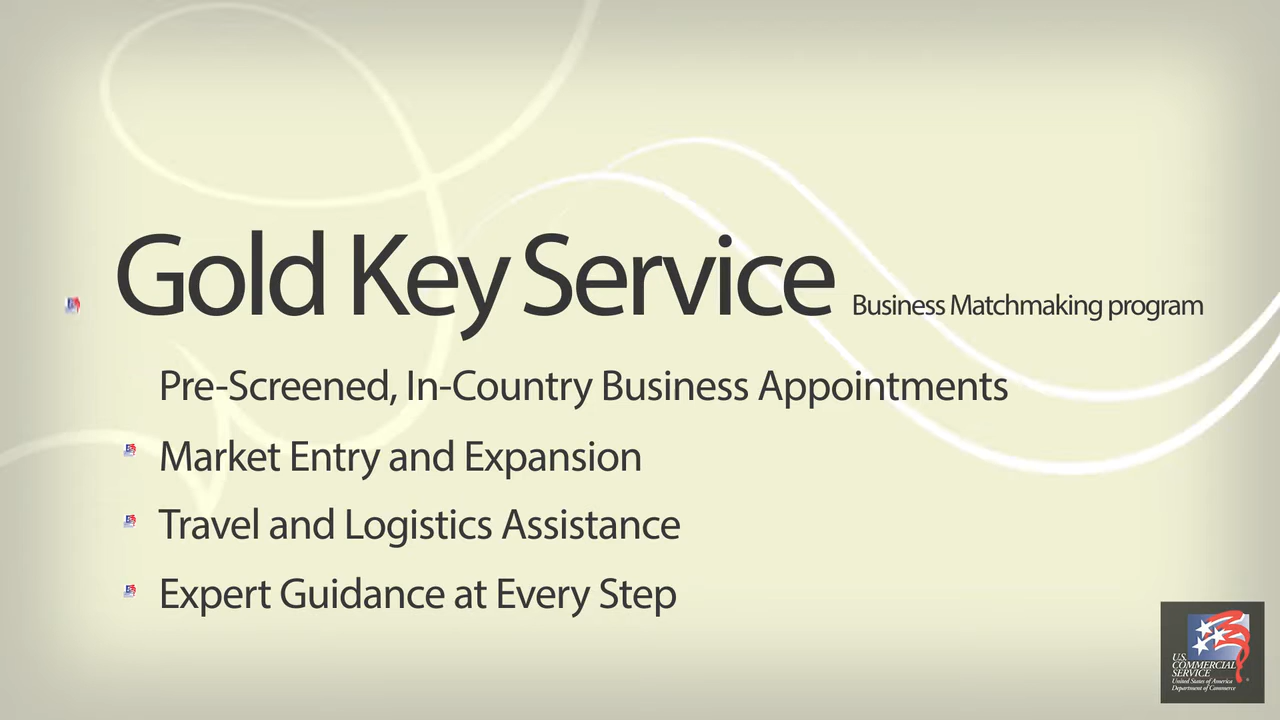 Gold Key Service Business Matchmaking program
Pre-Screened, In-Country Business Appointments
Market Entry and Expansion
Travel and Logistics Assistance
Expert Guidance at Every Step
U.S.
COMMERCIAL
SERVICE
United States of America
Department of Commerce